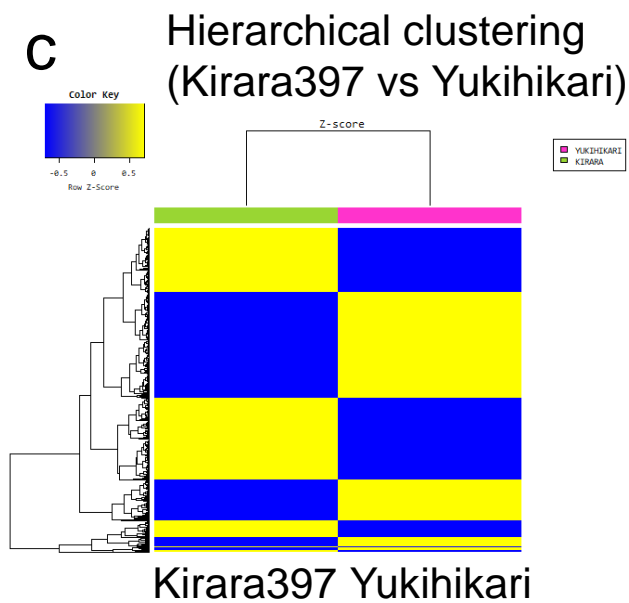 c
Hierarchical clustering
(Kirara397 vs Yukihikari)
Color Key
-0.5 0 0.5
Row Z-Score
Z-score
YUKIHIKARI
KIRARA
Kirara397 Yukihikari